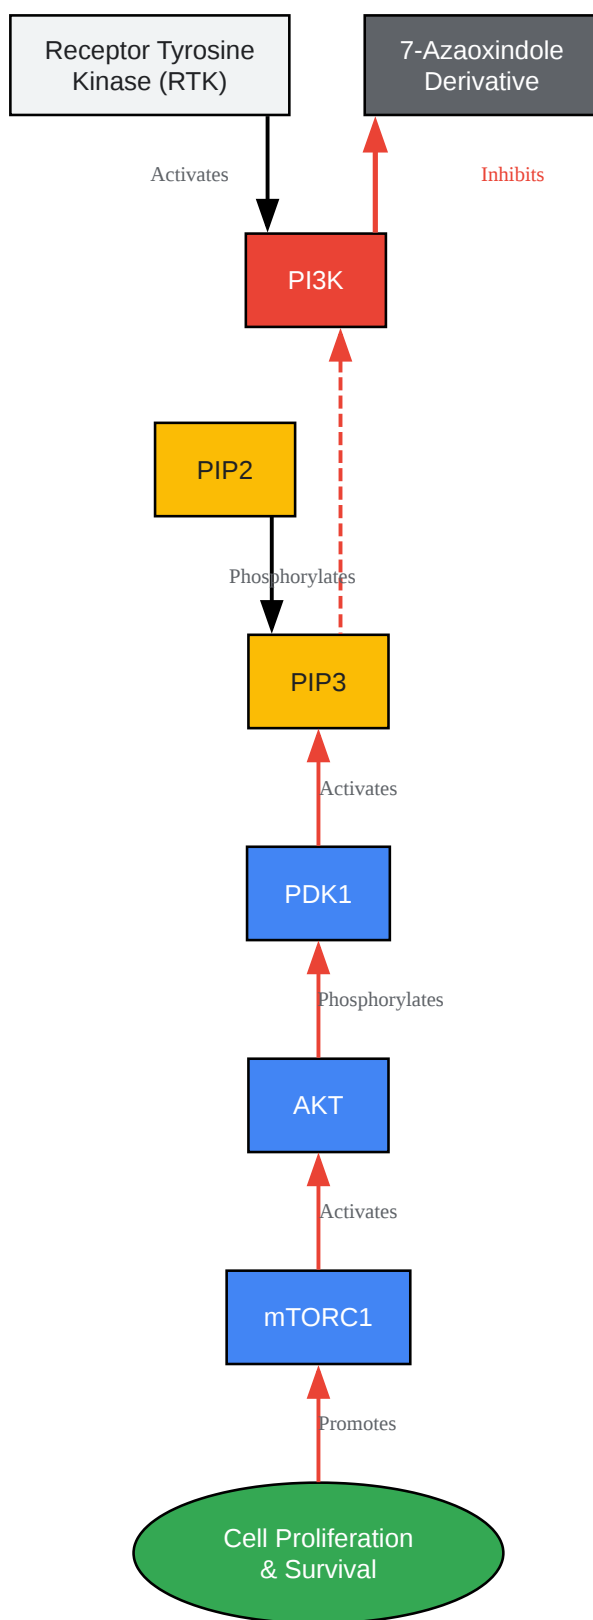 Receptor Tyrosine
Kinase (RTK)
7-Azaoxindole
Derivative
Activates
Inhibits
PI3K
PIP2
Phosphorylates
PIP3
Activates
PDK1
Phosphorylates
AKT
Activates
mTORC1
Promotes
Cell Proliferation
& Survival